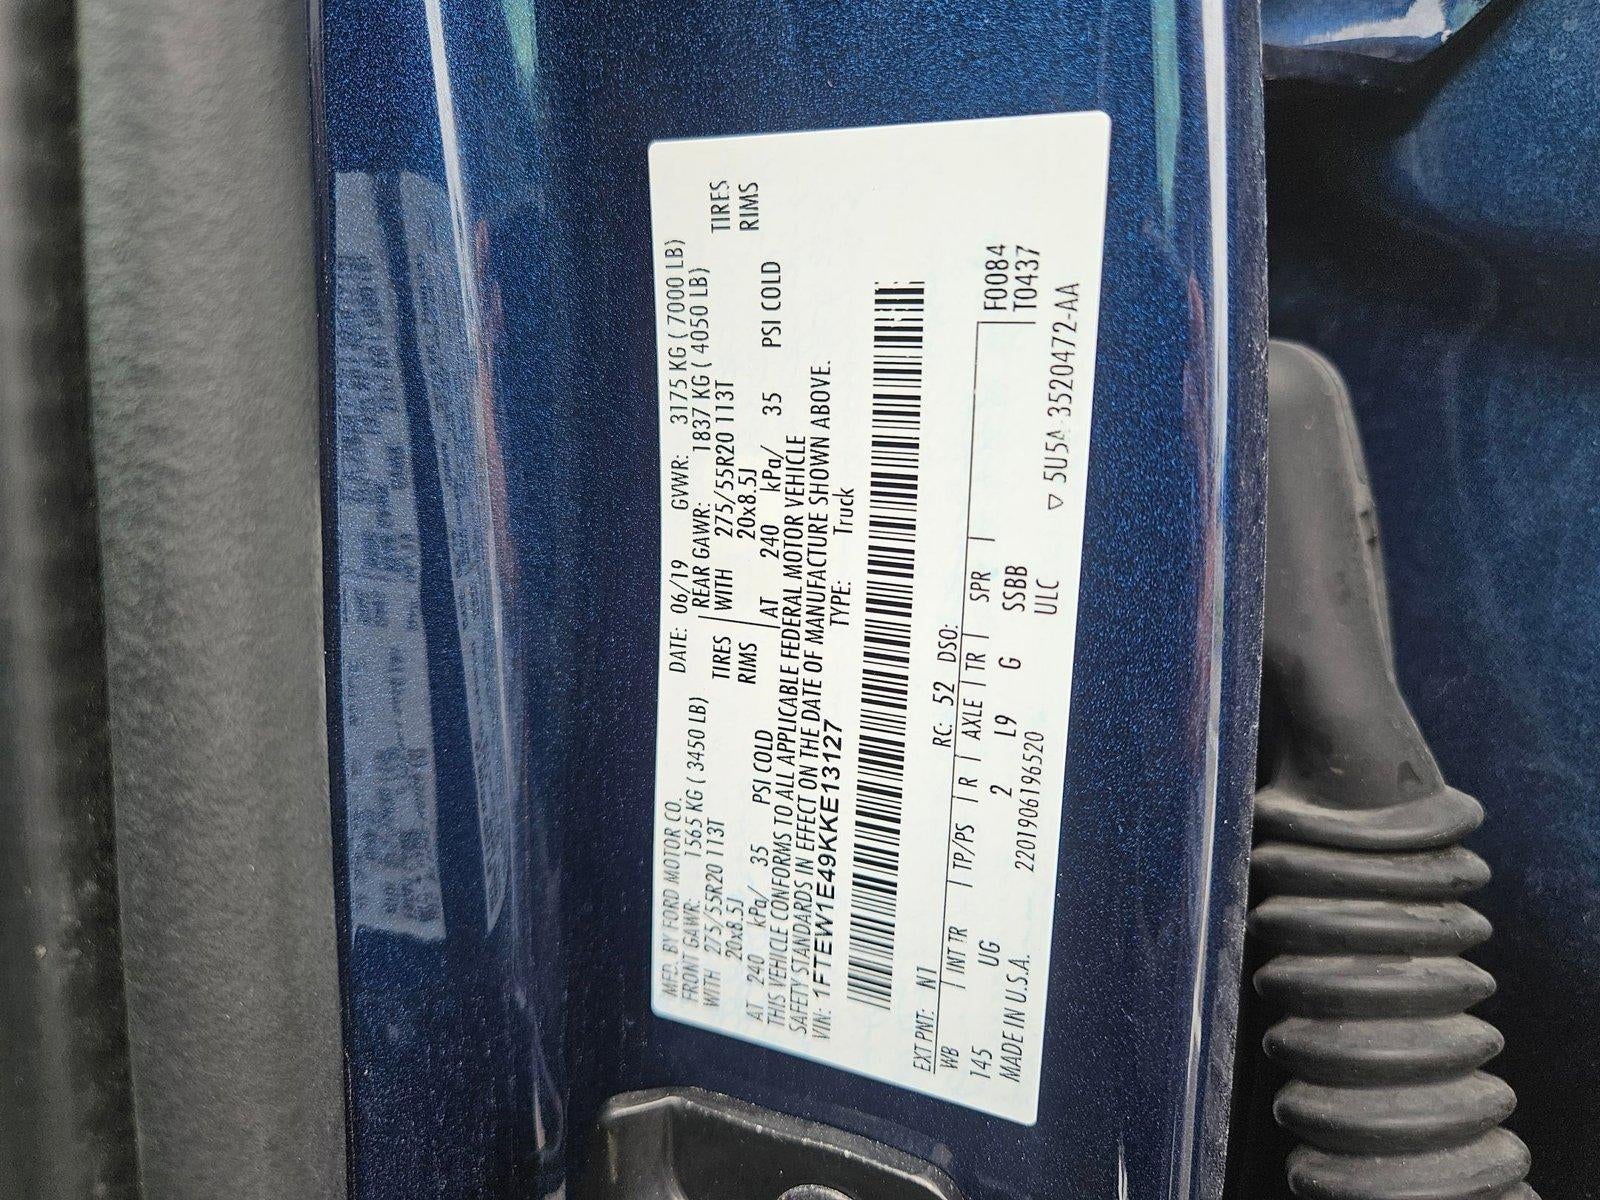 MFD. BY FORD MOTOR CO. DATE: 06/19 GVWR: 3175 KG ( 7000 LB)
FRONT GAWR: 1565 KG ( 3450 LB) REAR GAWR: 1837 KG ( 4050 LB)
WITH 275/55R20 113T TIRES WITH 275/55R20 113T TIRES
20x8.5J RIMS 20x8.5J RIMS
AT 240 kPa/ 35 PSI COLD AT 240 kPa/ 35 PSI COLD
THIS VEHICLE CONFORMS TO ALL APPLICABLE FEDERAL MOTOR VEHICLE
SAFETY STANDARDS IN EFFECT ON THE DATE OF MANUFACTURE SHOWN ABOVE.
VIN: 1FTEW1E49KKE13127 TYPE: Truck
EXT PNT: N1 RC: 52 DSO: F0084
WB INT TR TP/PS R AXLE TR SPR T0437
145 UG 2 L9 G SSBB
MADE IN U.S.A. 2201906196520 ULC
▽ 5U5A-3520472-AA